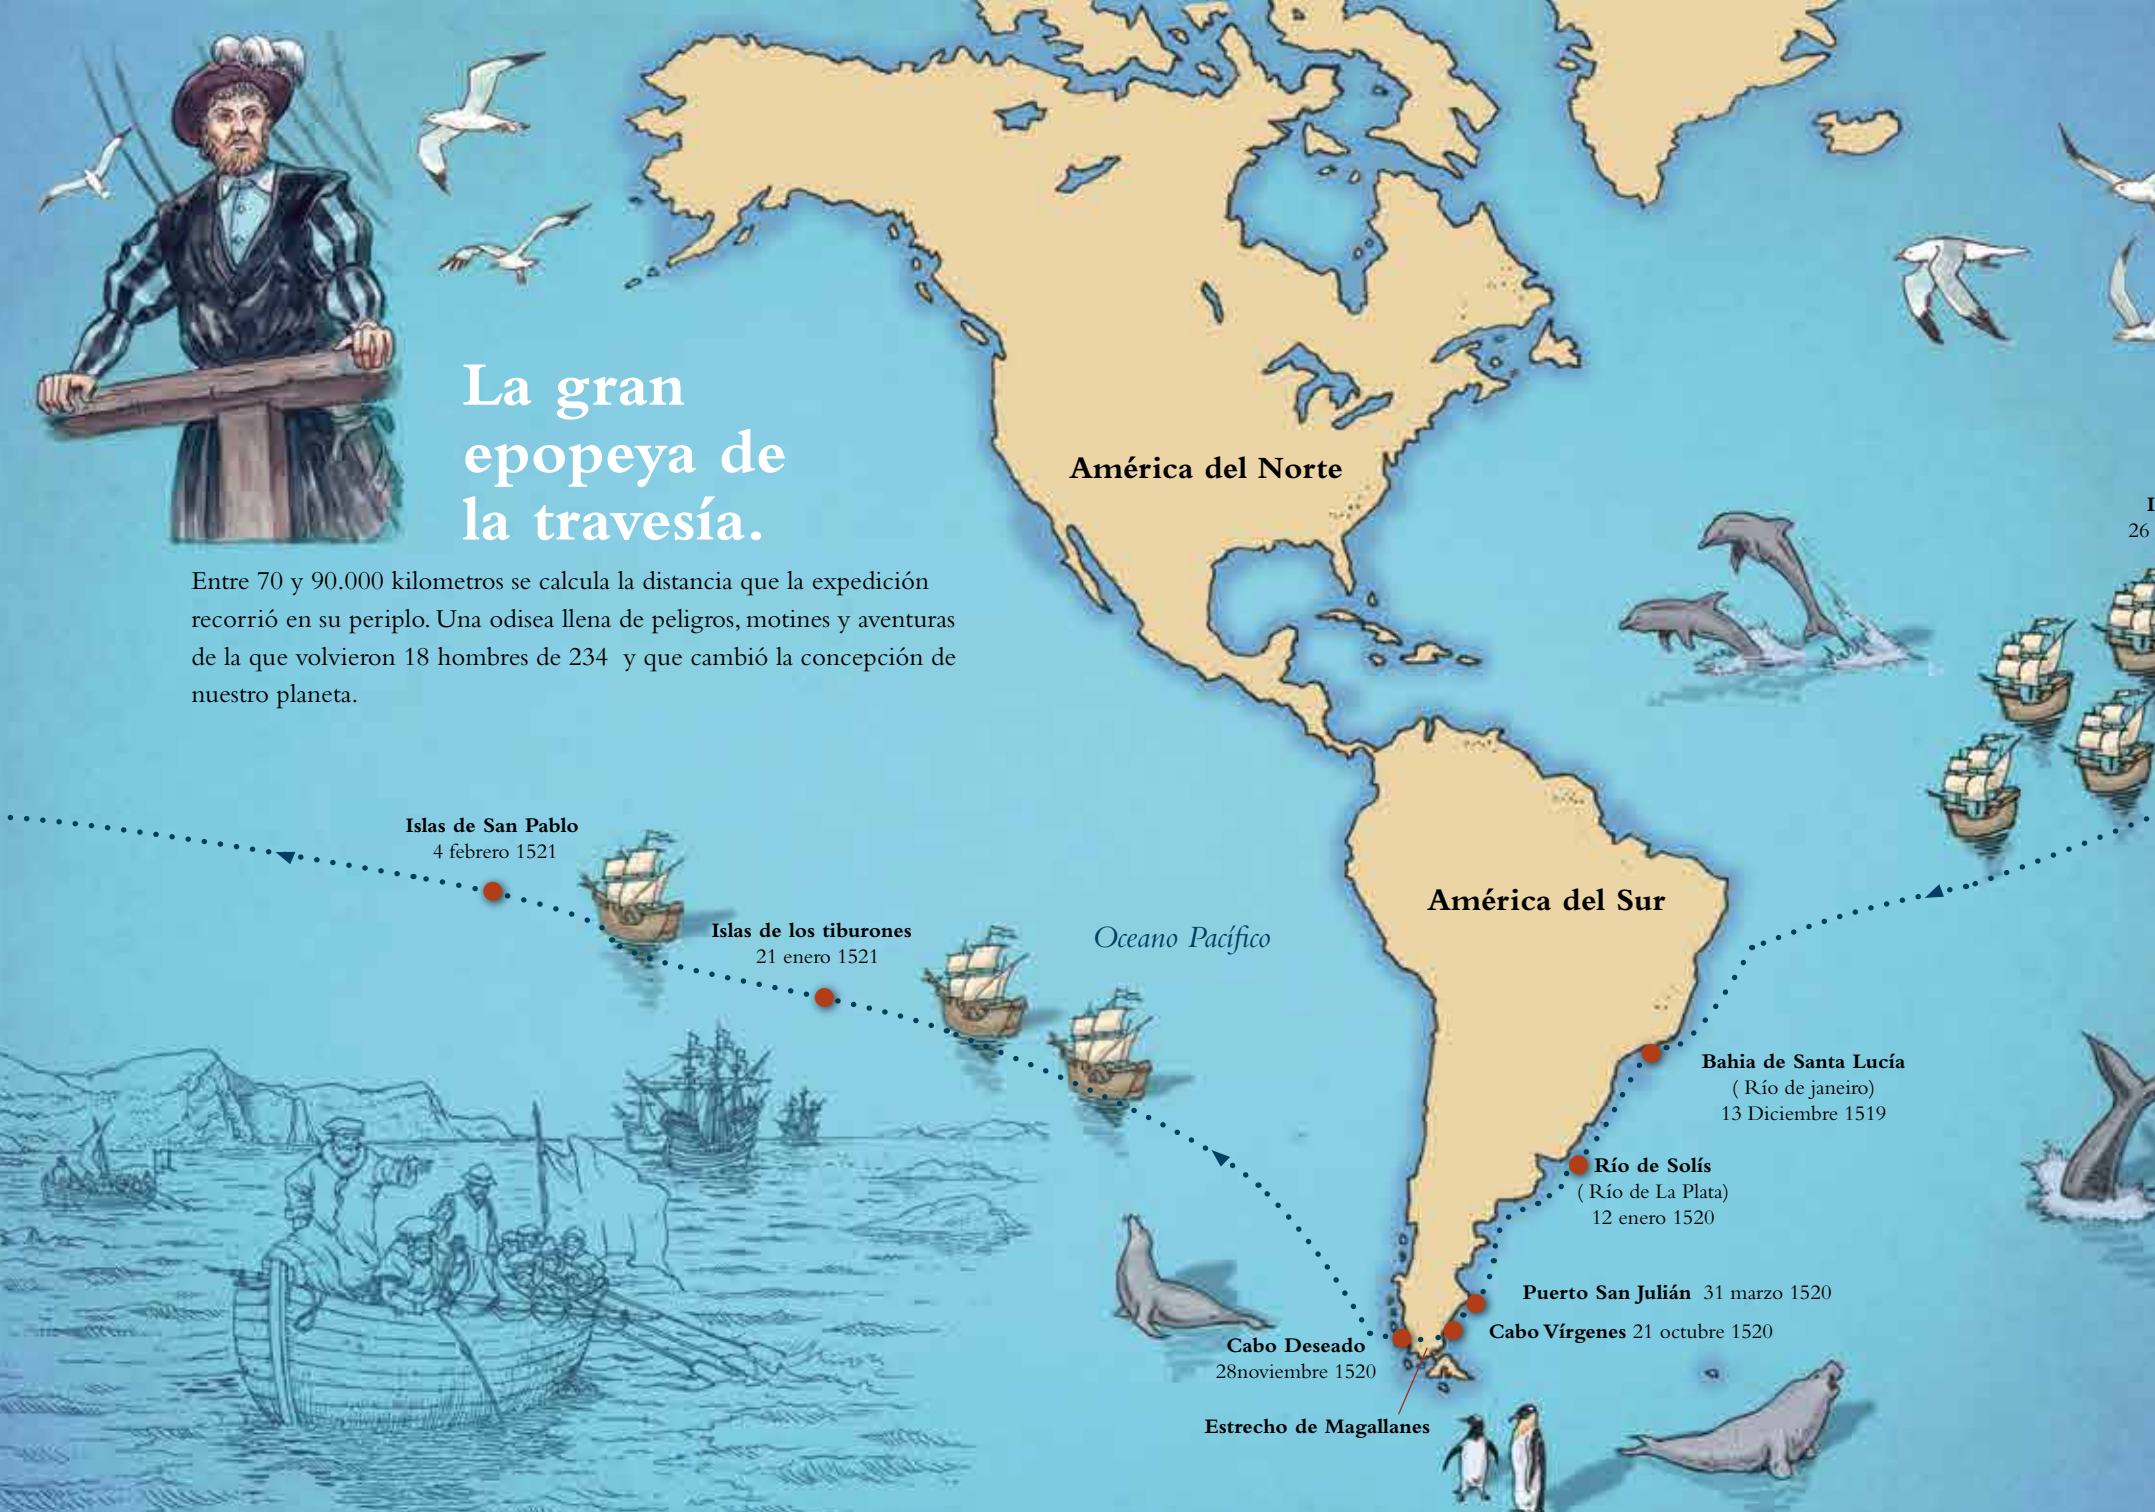 La gran
epopeya de
la travesía.
Entre 70 y 90.000 kilometros se calcula la distancia que la expedición
recorrió en su periplo. Una odisea llena de peligros, motines y aventuras
de la que volvieron 18 hombres de 234 y que cambió la concepción de
nuestro planeta.
América del Norte
26
Islas de San Pablo
4 febrero 1521
Islas de los tiburones
21 enero 1521
Oceano Pacífico
América del Sur
Bahia de Santa Lucía
( Río de janeiro)
13 Diciembre 1519
Río de Solís
( Río de La Plata)
12 enero 1520
Puerto San Julián 31 marzo 1520
Cabo Vírgenes 21 octubre 1520
Cabo Deseado
28noviembre 1520
Estrecho de Magallanes